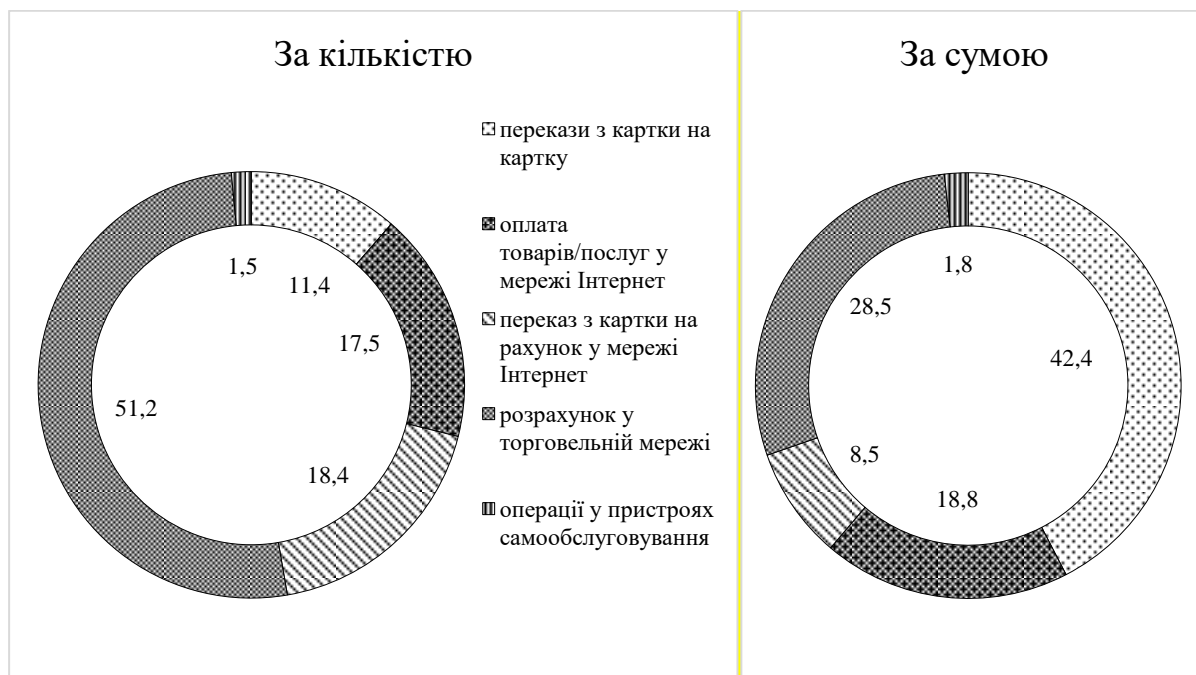 За кількістю
перекази з картки на
картку
оплата
товарів/послуг у
мережі Інтернет
переказ з картки на
рахунок у мережі
Інтернет
розрахунок у
торговельній мережі
операції у пристроях
самообслуговування
1,5
11,4
17,5
51,2
18,4
За сумою
1,8
28,5
42,4
8,5
18,8